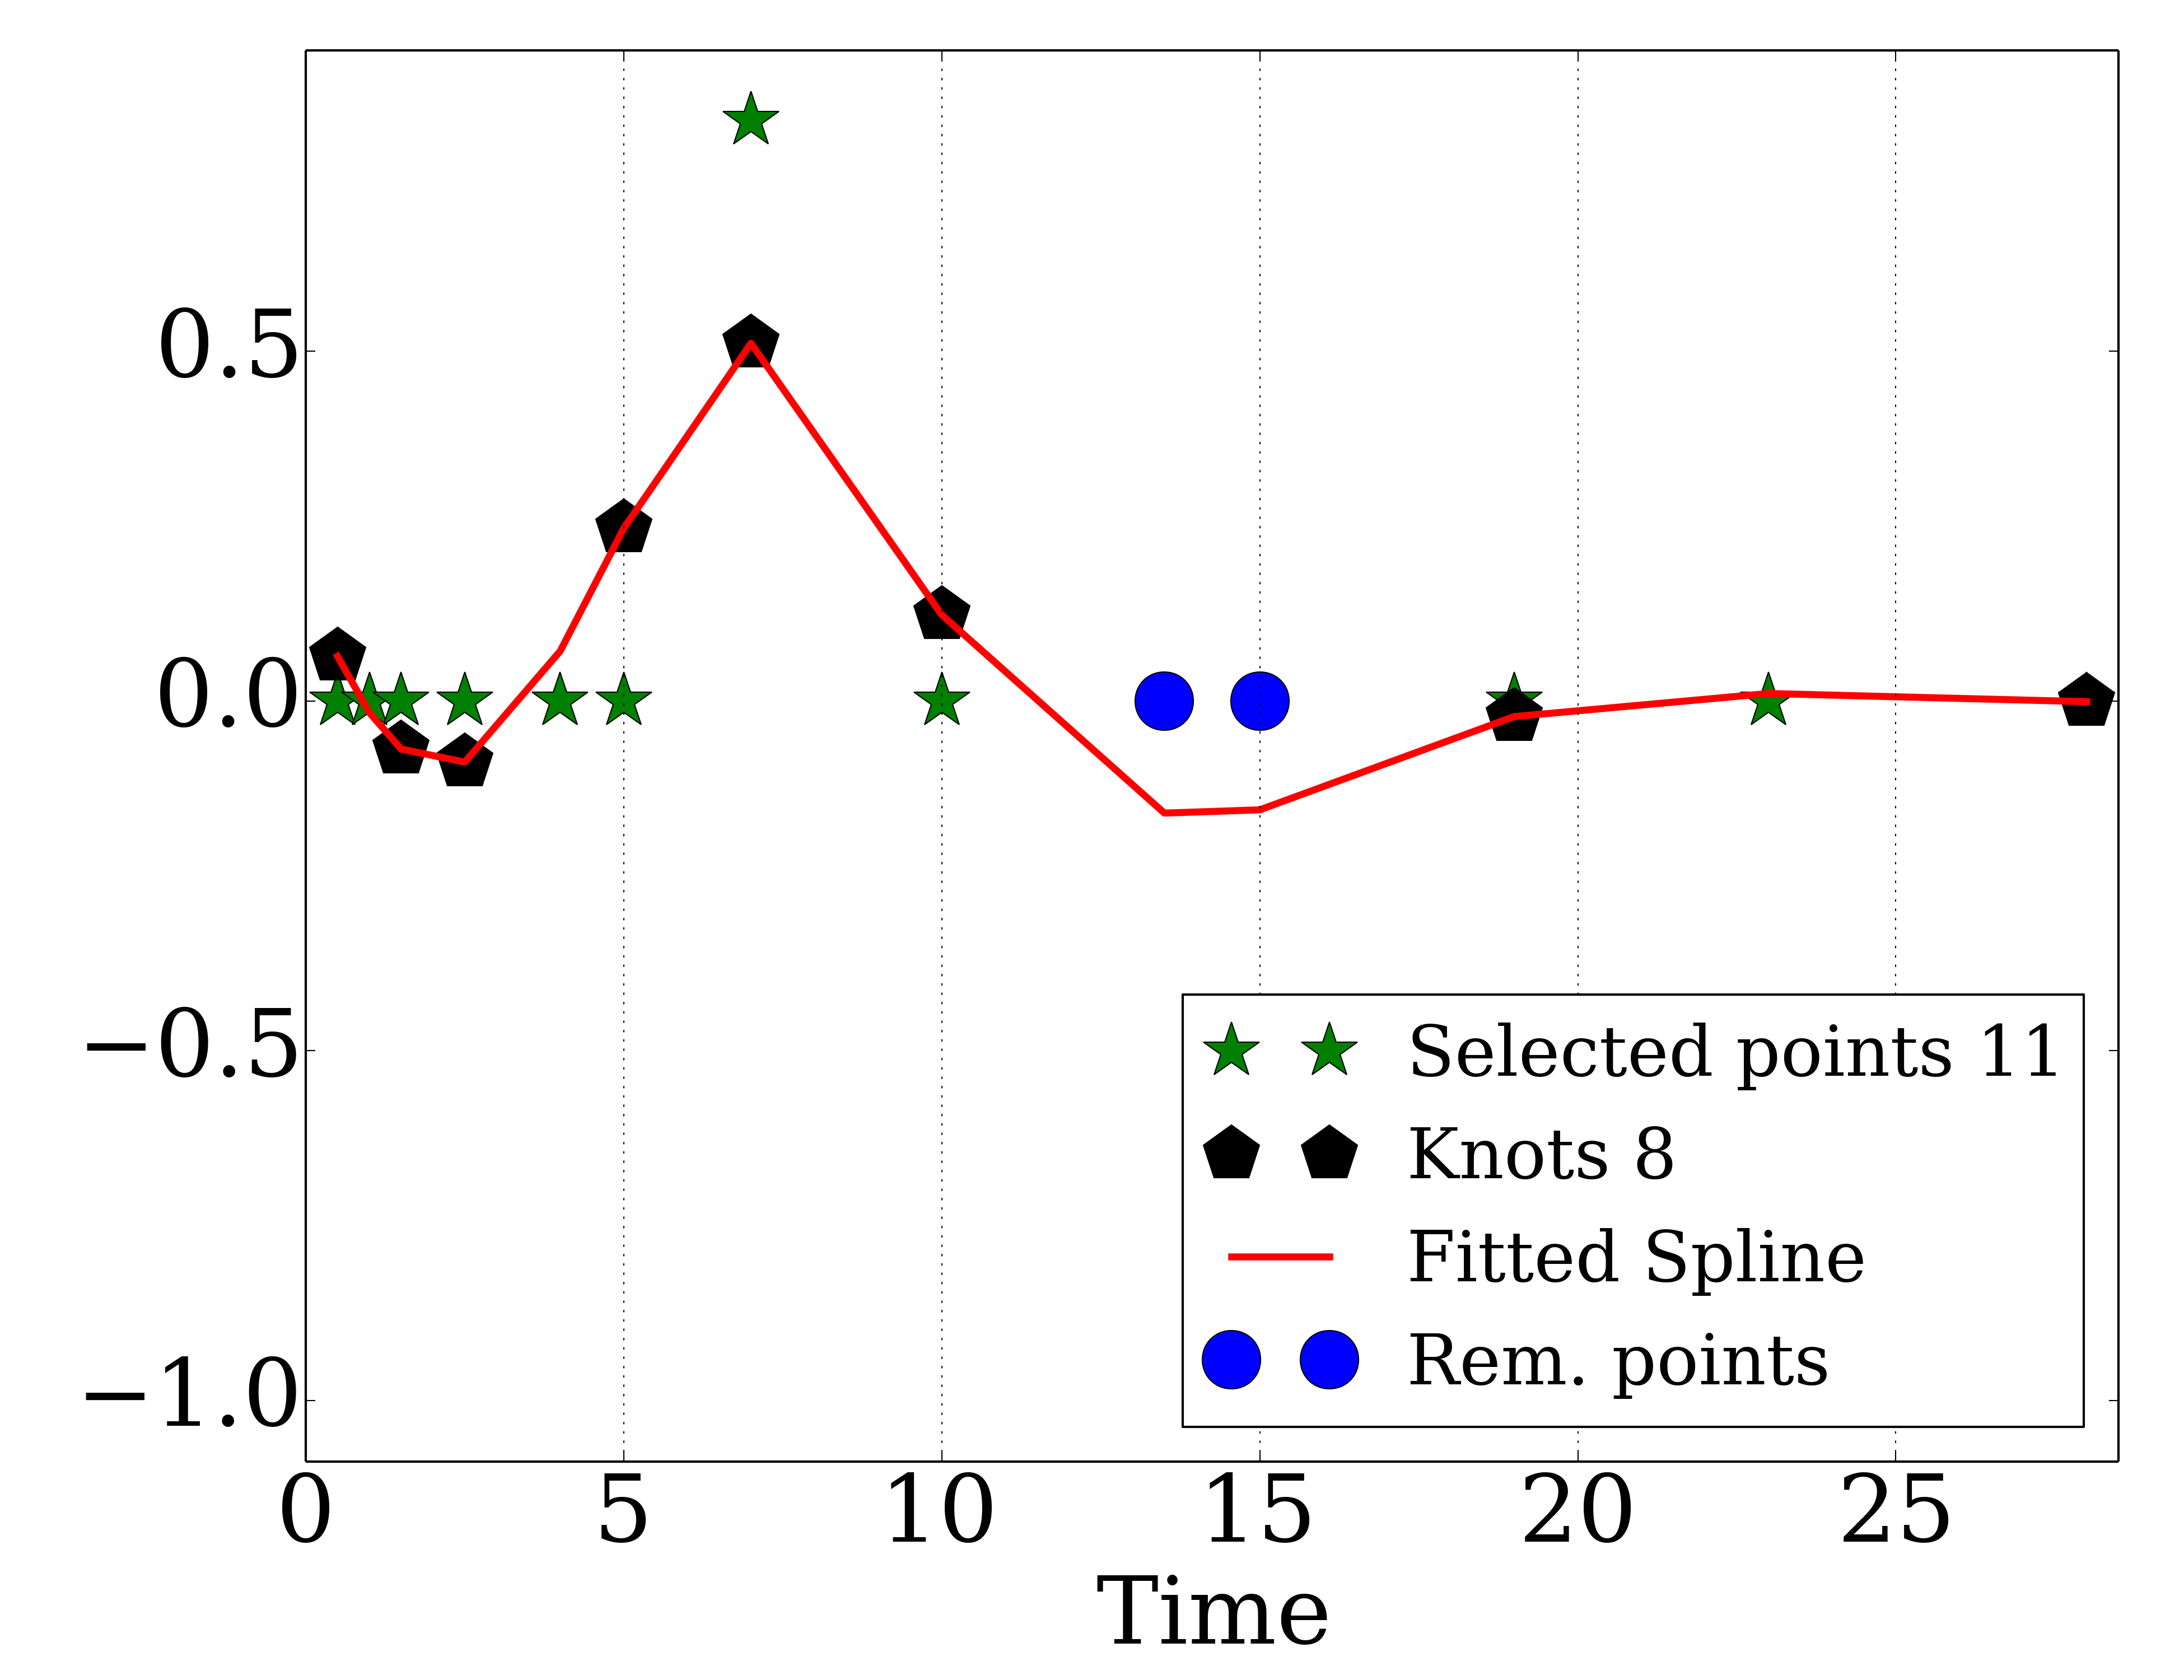 0.5
0.0
−0.5
−1.0
0 5 10 15 20 25
Time
Selected points 11
Knots 8
Fitted Spline
Rem. points